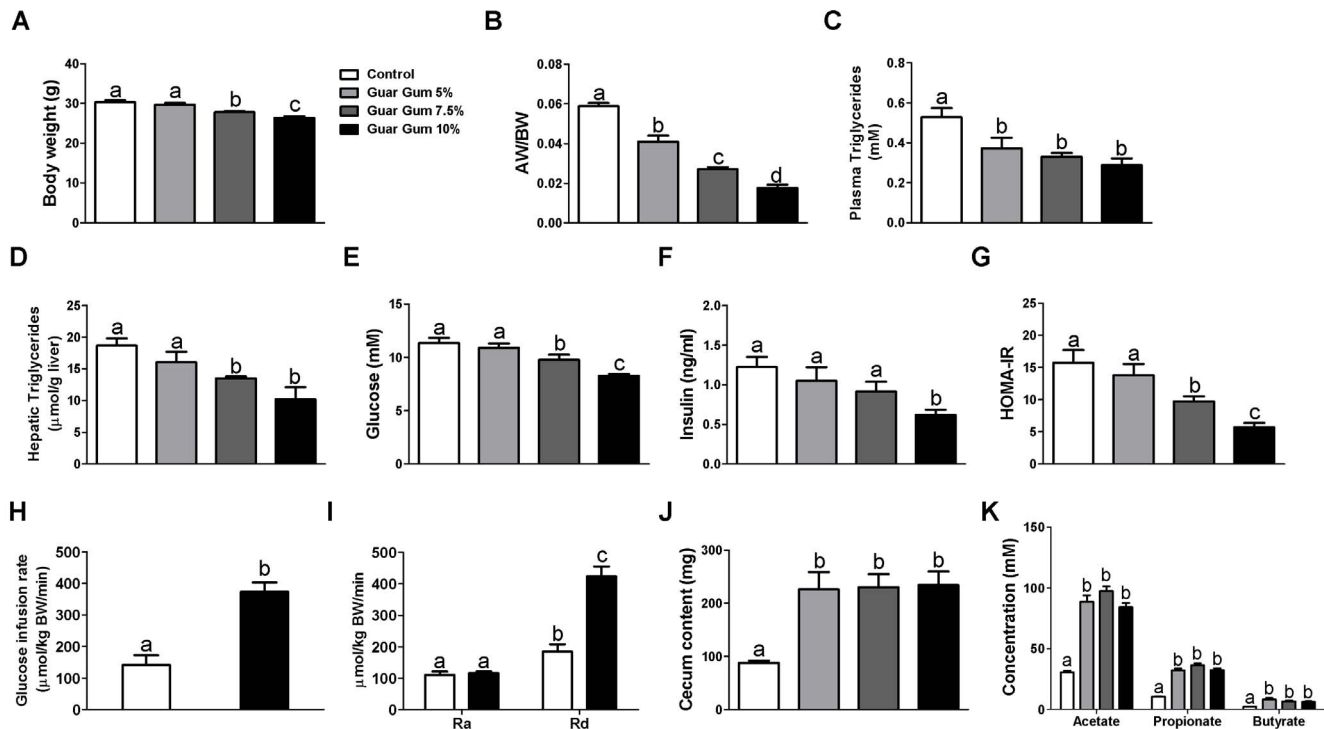 A
Body weight (g)
40
30
20
10
0
a
a
b
c
Control
Guar Gum 5%
Guar Gum 7.5%
Guar Gum 10%
B
AW/BW
0.08
0.06
0.04
0.02
0.00
a
b
c
d
C
Plasma Triglycerides
(mM)
0.8
0.6
0.4
0.2
0.0
a
b
b
b
D
Hepatic Triglycerides
(μmol/g liver)
25
20
15
10
5
0
a
a
b
b
E
Glucose (mM)
15
10
5
0
a
a
b
c
F
Insulin (ng/ml)
2.0
1.5
1.0
0.5
0.0
a
a
a
b
G
HOMA-IR
25
20
15
10
5
0
a
a
b
c
H
Glucose infusion rate
(μmol/kg BW/min)
500
400
300
200
100
0
a
b
I
μmol/kg BW/min
500
400
300
200
100
0
a
a
b
c
Ra
Rd
J
Cecum content (mg)
300
200
100
0
a
b
b
b
K
Concentration (mM)
150
100
50
0
a
b
b
b
a
b
b
b
a
b
b
b
Acetate
Propionate
Butyrate